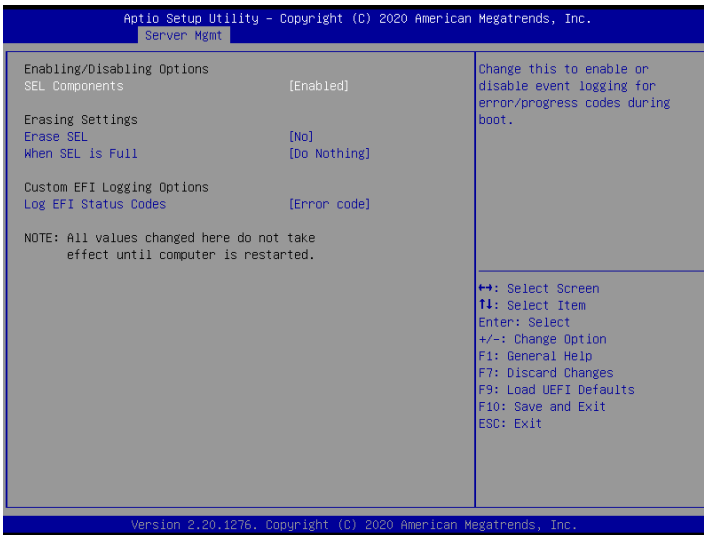 Aptio Setup Utility – Copyright (C) 2020 American Megatrends, Inc.
Server Mgmt
Enabling/Disabling Options
SEL Components [Enabled]
Erasing Settings
Erase SEL [No]
When SEL is Full [Do Nothing]
Custom EFI Logging Options
Log EFI Status Codes [Error code]
NOTE: All values changed here do not take
effect until computer is restarted.
Change this to enable or
disable event logging for
error/progress codes during
boot.
↔: Select Screen
↑↓: Select Item
Enter: Select
+/-: Change Option
F1: General Help
F7: Discard Changes
F9: Load UEFI Defaults
F10: Save and Exit
ESC: Exit
Version 2.20.1276. Copyright (C) 2020 American Megatrends, Inc.